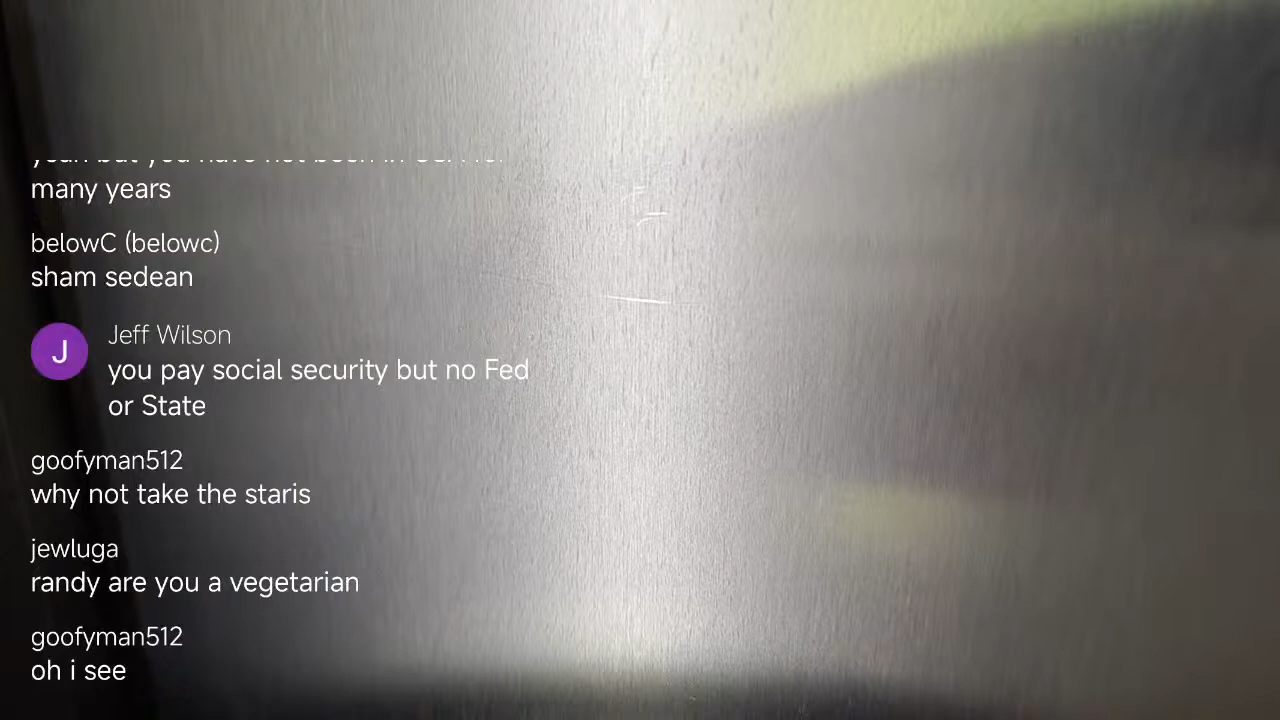 many years
belowC (belowc)
sham sedean
J
Jeff Wilson
you pay social security but no Fed
or State
goofyman512
why not take the staris
jewluga
randy are you a vegetarian
goofyman512
oh i see